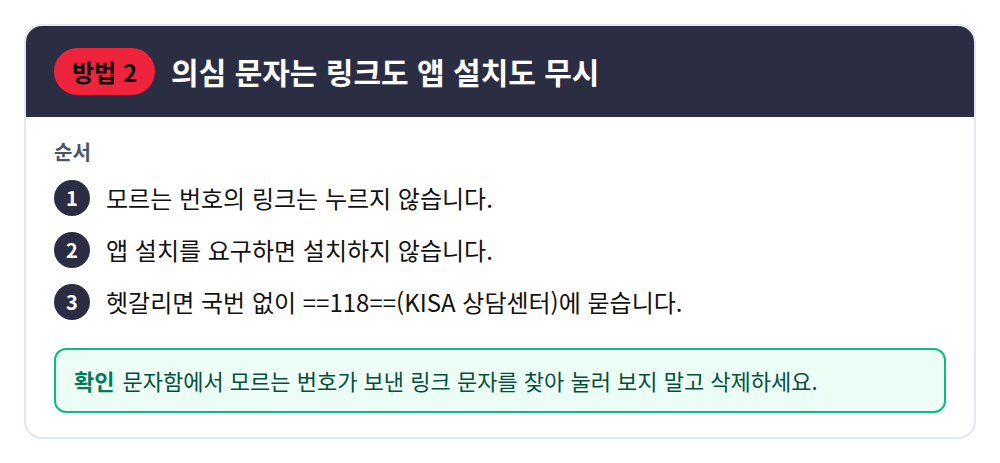 방법 2 의심 문자는 링크도 앱 설치도 무시
순서
1 모르는 번호의 링크는 누르지 않습니다.
2 앱 설치를 요구하면 설치하지 않습니다.
3 헷갈리면 국번 없이 ==118==(KISA 상담센터)에 묻습니다.
확인 문자함에서 모르는 번호가 보낸 링크 문자를 찾아 눌러 보지 말고 삭제하세요.